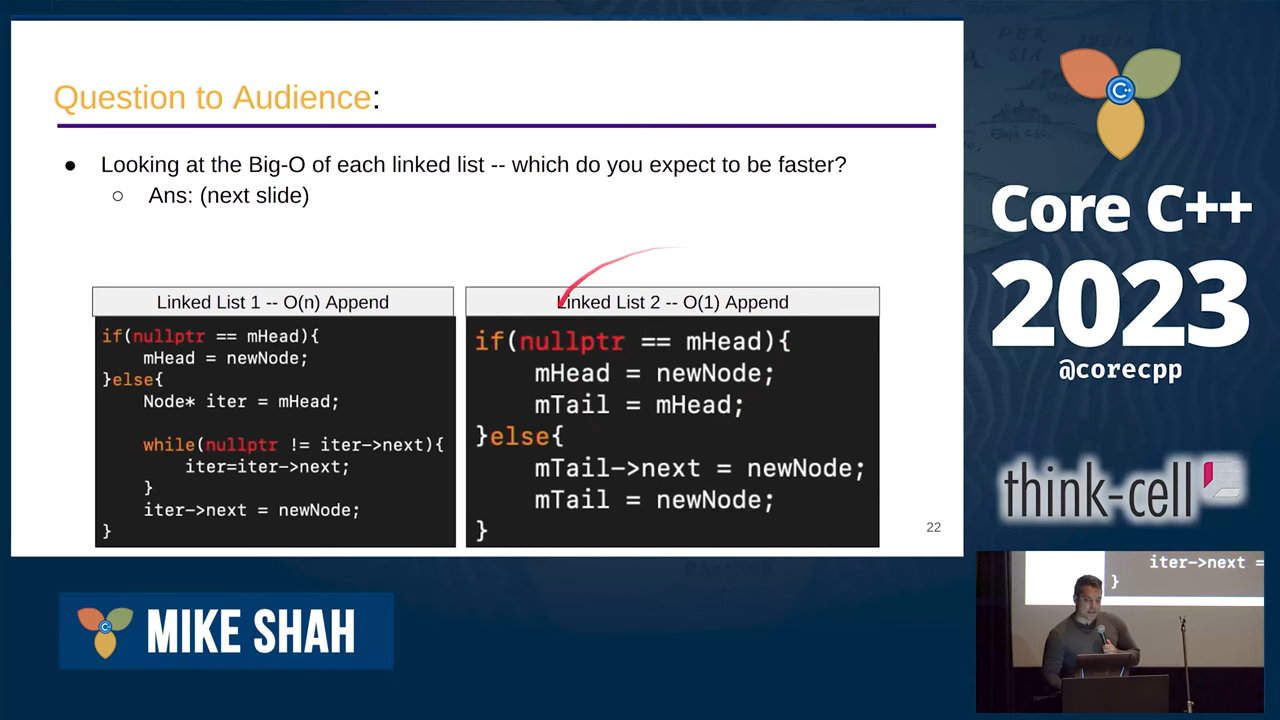 Question to Audience:
● Looking at the Big-O of each linked list -- which do you expect to be faster?
○ Ans: (next slide)
Linked List 1 -- O(n) Append
if(nullptr == mHead){
    mHead = newNode;
}else{
    Node* iter = mHead;
    while(nullptr != iter->next){
        iter=iter->next;
    }
    iter->next = newNode;
}
Linked List 2 -- O(1) Append
if(nullptr == mHead){
    mHead = newNode;
    mTail = mHead;
}else{
    mTail->next = newNode;
    mTail = newNode;
}
22
C++
Core C++
2023
@corecpp
think-cell
iter->next =
}
C++
MIKE SHAH